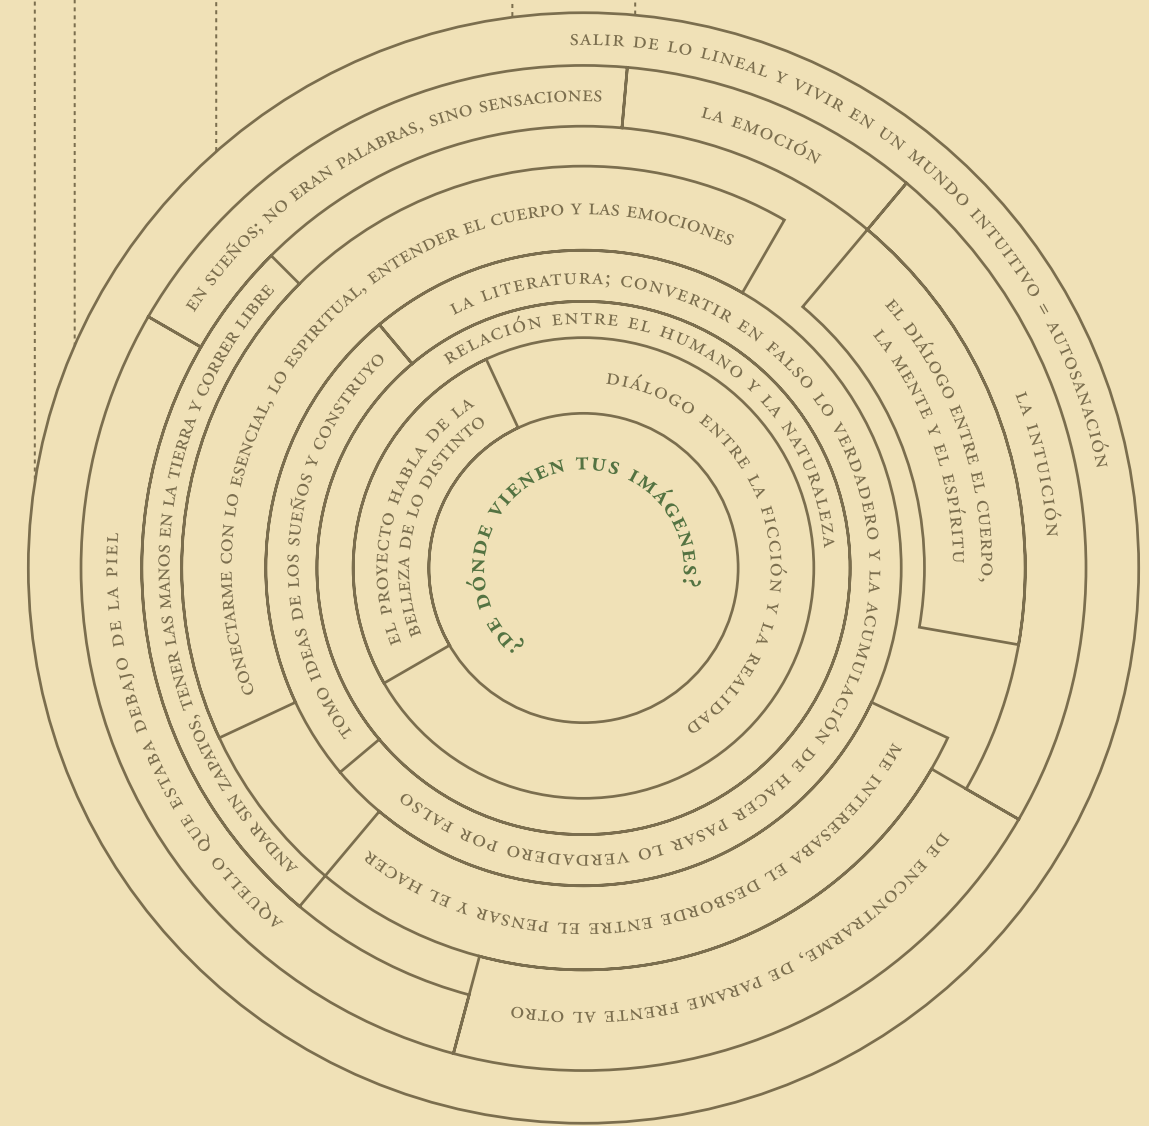 SALIR DE LO LINEAL Y VIVIR EN UN MUNDO INTUITIVO = AUTOSANACIÓN
EN SUEÑOS; NO ERAN PALABRAS, SINO SENSACIONES
LA EMOCIÓN
LA INTUICIÓN
EL DIÁLOGO ENTRE EL CUERPO,
LA MENTE Y EL ESPÍRITU
AQUELLO QUE ESTABA DEBAJO DE LA PIEL
ANDAR SIN ZAPATOS, TENER LAS MANOS EN LA TIERRA Y CORRER LIBRE
CONECTARME CON LO ESENCIAL, LO ESPIRITUAL, ENTENDER EL CUERPO Y LAS EMOCIONES
TOMO IDEAS DE LOS SUEÑOS Y CONSTRUYO
LA LITERATURA; CONVERTIR EN FALSO LO VERDADERO Y LA ACUMULACIÓN DE HACER PASAR LO VERDADERO POR FALSO
RELACIÓN ENTRE EL HUMANO Y LA NATURALEZA
EL PROYECTO HABLA DE LA
BELLEZA DE LO DISTINTO
DIÁLOGO ENTRE LA FICCIÓN Y LA REALIDAD
¿DE DÓNDE VIENEN TUS IMÁGENES?
ME INTERESABA EL DESBORDE ENTRE EL PENSAR Y EL HACER
DE ENCONTRARME, DE PARAME FRENTE AL OTRO